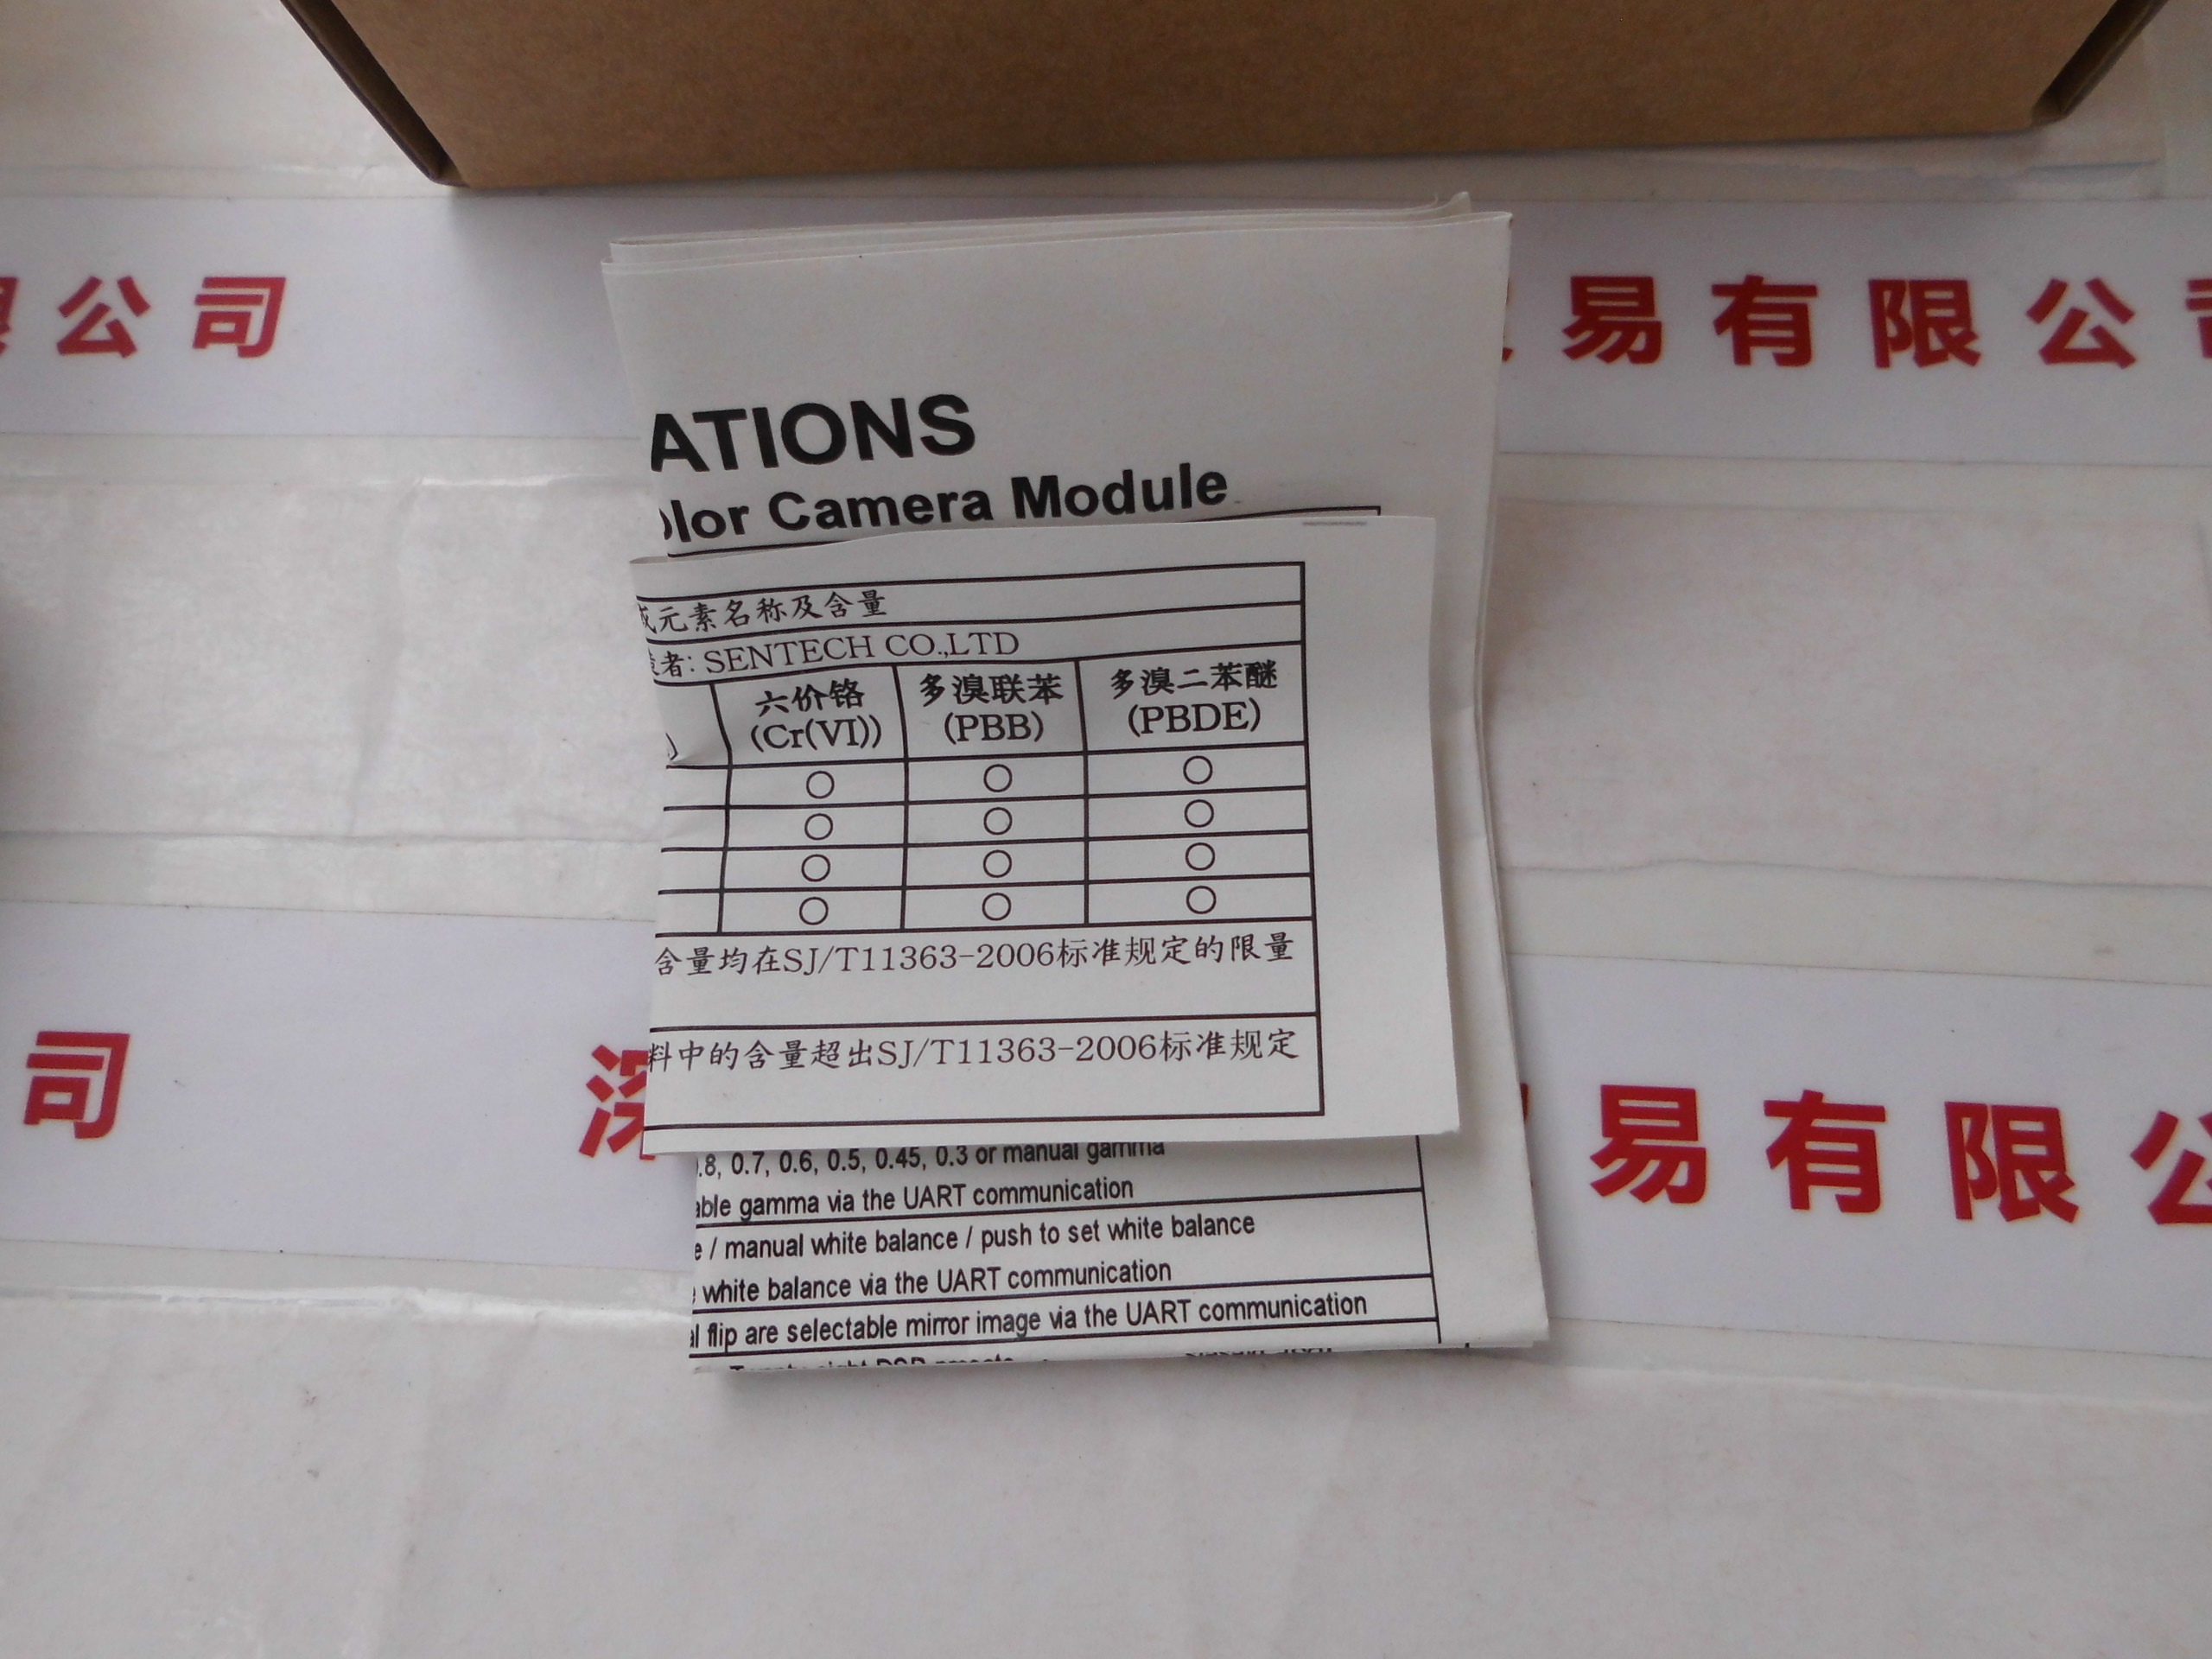 公司
易有限公
ATIONS
lor Camera Module
元素名称及含量
者: SENTECH CO.,LTD
六价铬
(Cr(VI))
多溴联苯
(PBB)
多溴二苯醚
(PBDE)
○ ○ ○
○ ○ ○
○ ○ ○
○ ○ ○
含量均在SJ/T11363-2006标准规定的限量
料中的含量超出SJ/T11363-2006标准规定
.8, 0.7, 0.6, 0.5, 0.45, 0.3 or manual gamma
able gamma via the UART communication
e / manual white balance / push to set white balance
white balance via the UART communication
al flip are selectable mirror image via the UART communication
司
易有限公